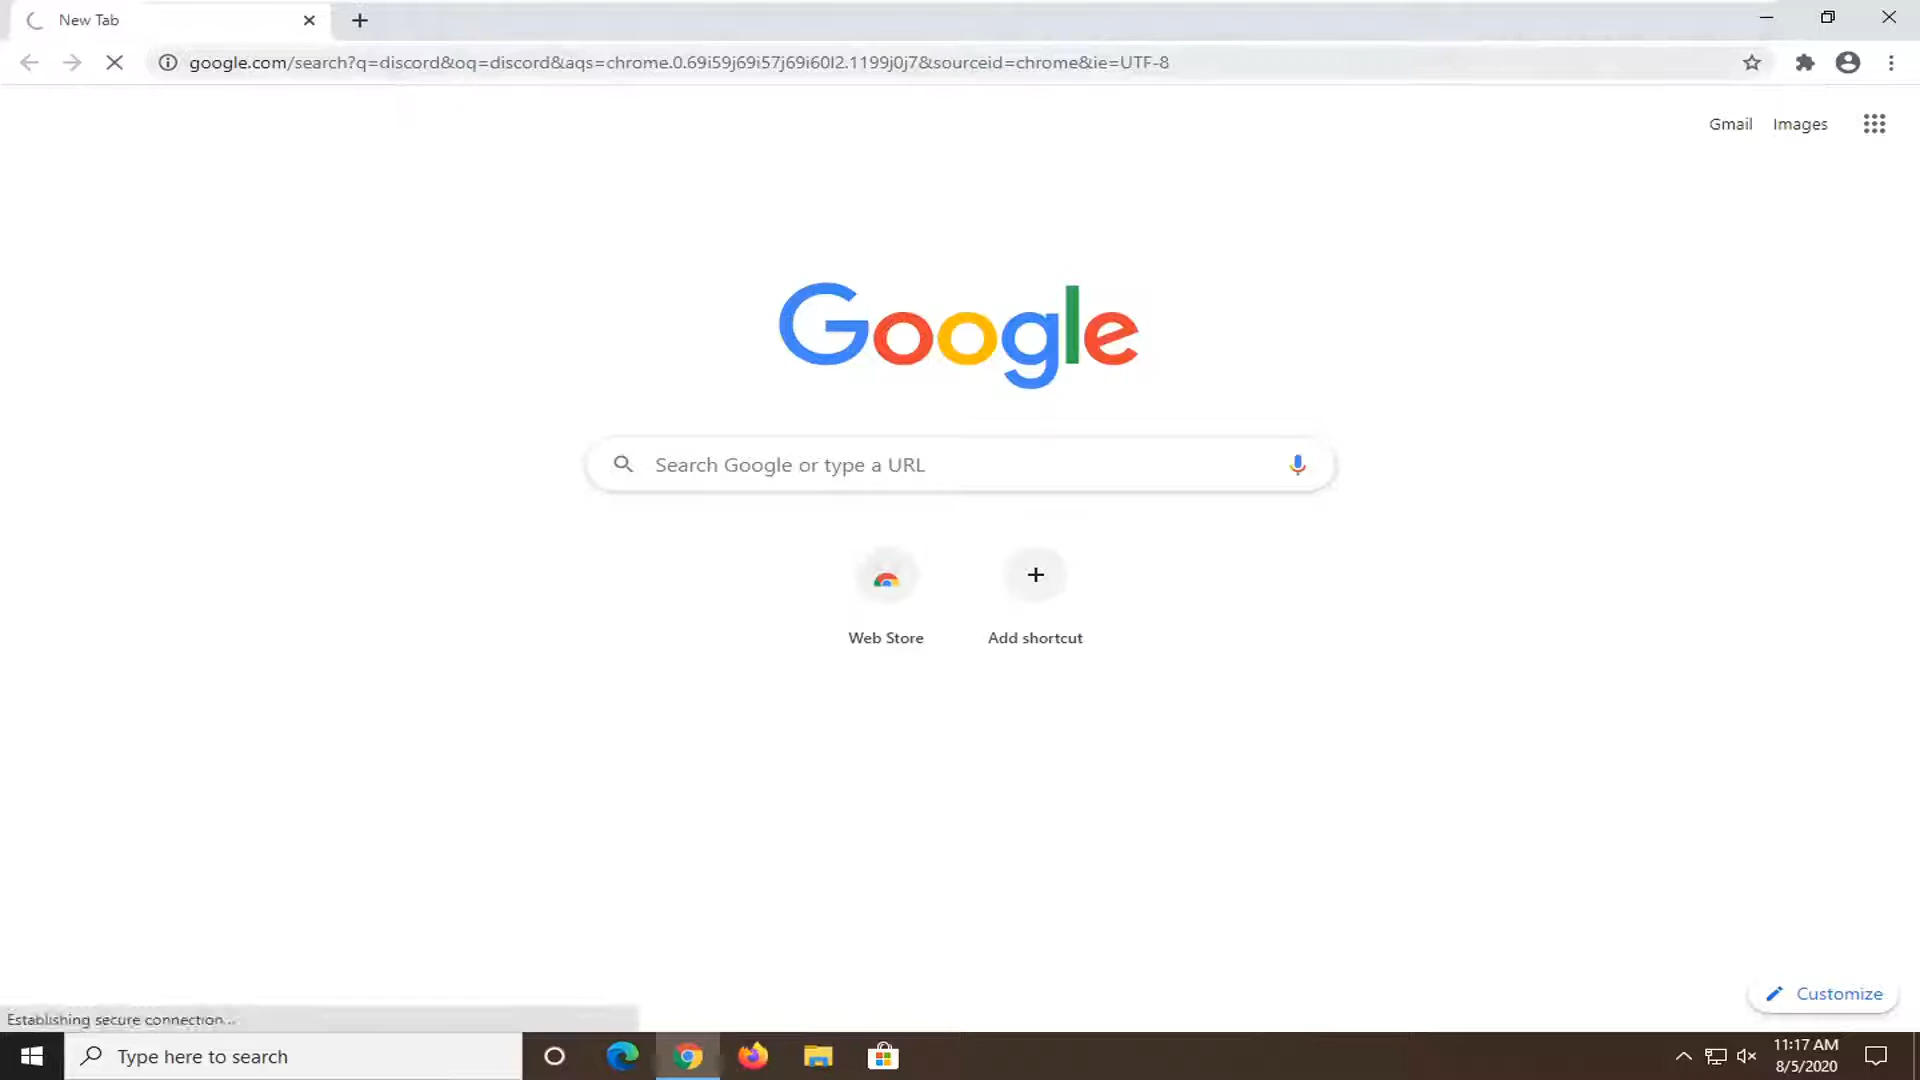 New Tab
google.com/search?q=discord&oq=discord&aqs=chrome.0.69i59j69i57j69i60l2.1199j0j7&sourceid=chrome&ie=UTF-8
Gmail Images
Google
Search Google or type a URL
Web Store Add shortcut
Customize
Establishing secure connection...
Type here to search
11:17 AM
8/5/2020